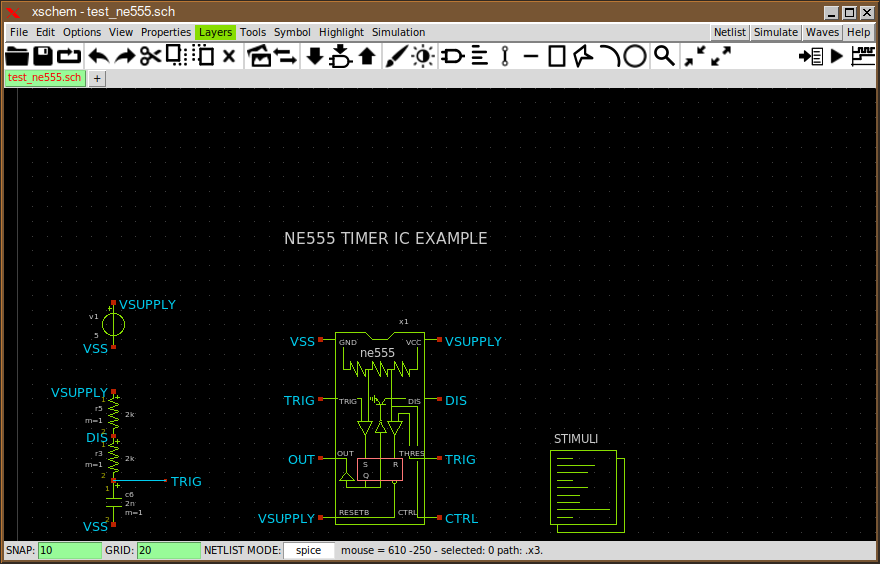 xschem - test_ne555.sch
File Edit Options View Properties Layers Tools Symbol Highlight Simulation Netlist Simulate Waves Help
test_ne555.sch +
NE555 TIMER IC EXAMPLE
VSUPPLY
v1
5
VSS
VSUPPLY
r5
2k
m=1
DIS
r3
2k
m=1
2
TRIG
1
c6
2n
m=1
2
VSS
x1
VSS GND VCC VSUPPLY
ne555
TRIG TRIG DIS DIS
OUT OUT THRES TRIG
S R
Q
VSUPPLY RESETB CTRL CTRL
STIMULI
SNAP: 10 GRID: 20 NETLIST MODE: spice mouse = 610 -250 - selected: 0 path: .x3.